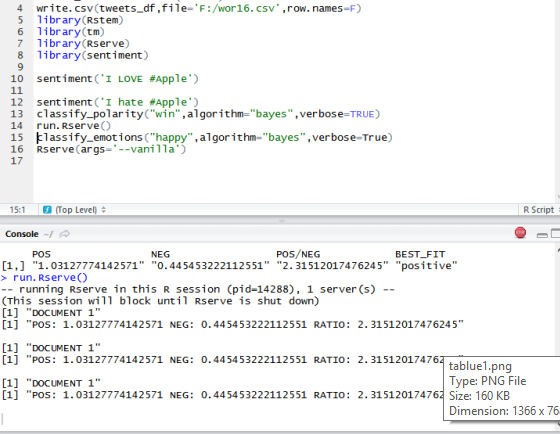 4 write.csv(tweets_df,file='F:/wor16.csv',row.names=F)
5 library(Rstem)
6 library(tm)
7 library(Rserve)
8 library(sentiment)
9
10 sentiment('I LOVE #Apple')
11
12 sentiment('I hate #Apple')
13 classify_polarity("win",algorithm="bayes",verbose=TRUE)
14 run.Rserve()
15 classify_emotions("happy",algorithm="bayes",verbose=True)
16 Rserve(args='--vanilla')
17
15:1 (Top Level) R Script
Console ~/
POS NEG POS/NEG BEST_FIT
[1,] "1.03127774142571" "0.445453222112551" "2.31512017476245" "positive"
> run.Rserve()
-- running Rserve in this R session (pid=14288), 1 server(s) --
(This session will block until Rserve is shut down)
[1] "DOCUMENT 1"
[1] "POS: 1.03127774142571 NEG: 0.445453222112551 RATIO: 2.31512017476245"
[1] "DOCUMENT 1"
[1] "POS: 1.03127774142571 NEG: 0.445453222112551 RATIO: 2.31512017476245"
[1] "DOCUMENT 1"
[1] "POS: 1.03127774142571 NEG: 0.445453222112551 RATIO: 2.3151201747624
tablue1.png
Type: PNG File
Size: 160 KB
Dimension: 1366 x 76